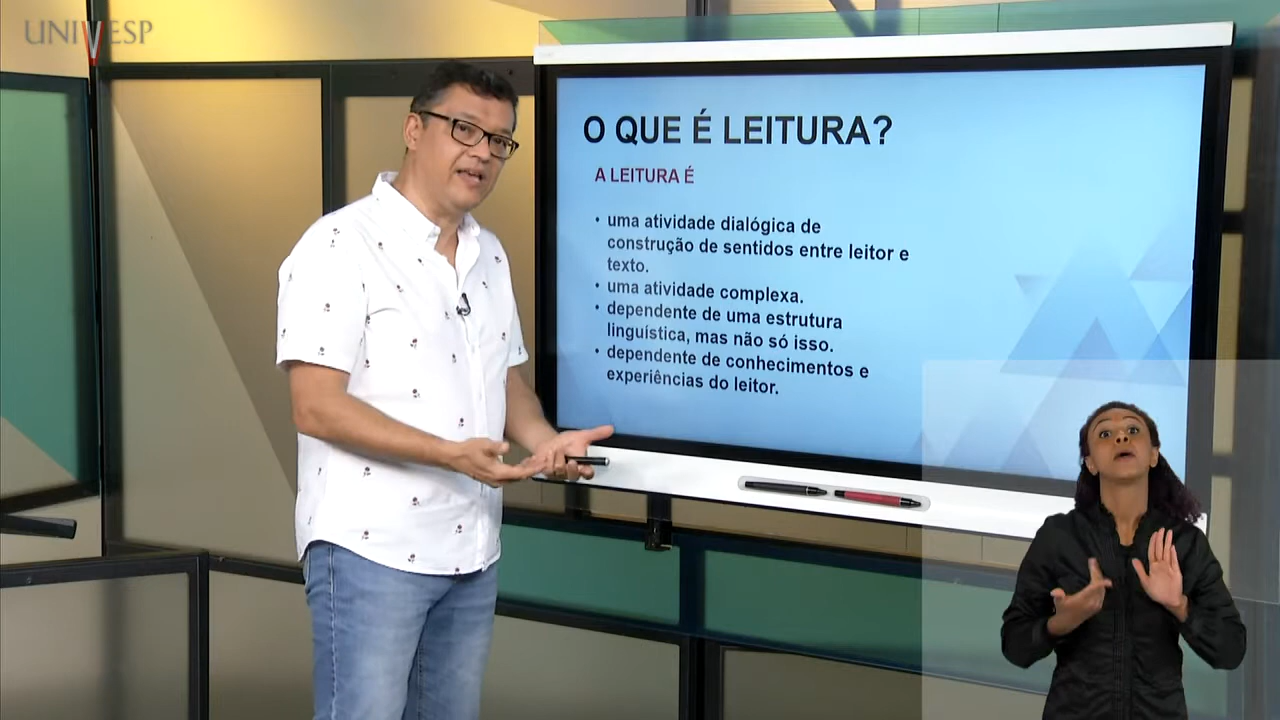 UNIVESP
O QUE É LEITURA?
A LEITURA É
• uma atividade dialógica de
construção de sentidos entre leitor e
texto.
• uma atividade complexa.
• dependente de uma estrutura
linguística, mas não só isso.
• dependente de conhecimentos e
experiências do leitor.